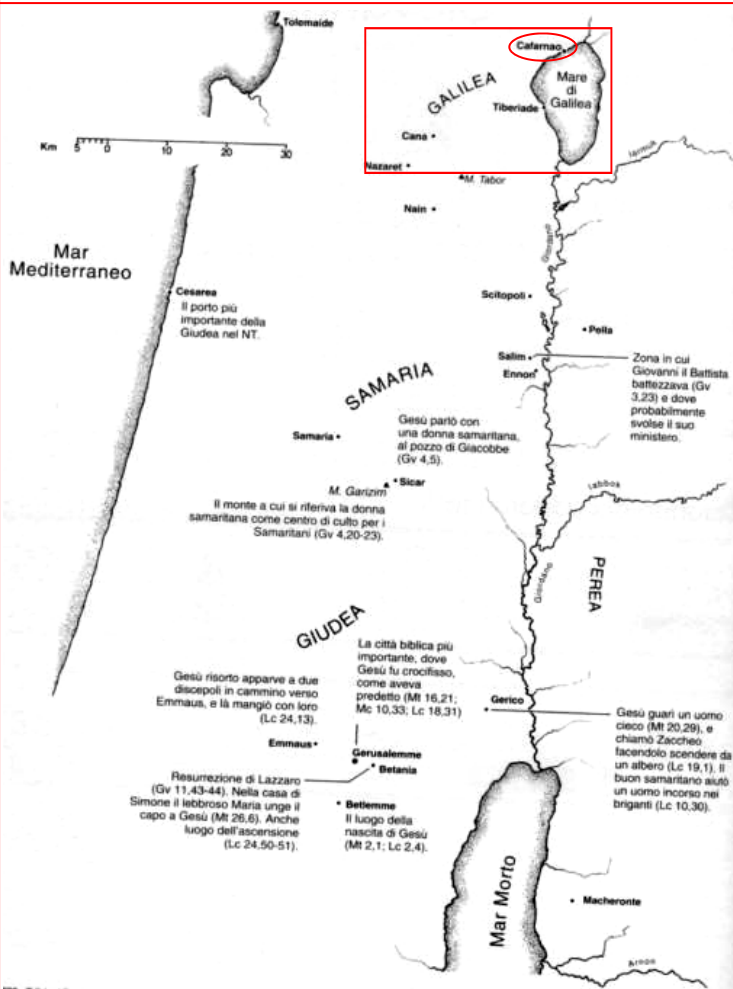 Tolemaide
Cafarnao
Mare
di
Galilea
GALILEA
Tiberiade
Km
5 0 10 20 30
Cana
Nazaret
M. Tabor
Iarmuk
Nain
Giordano
Mar
Mediterraneo
Cesarea
Il porto più
importante della
Giudea nel NT.
Scitopoli
Pella
Salim
Ennon
Zona in cui
Giovanni il Battista
battezzava (Gv
3,23) e dove
probabilmente
svolse il suo
ministero.
SAMARIA
Samaria
Gesù parlò con
una donna samaritana,
al pozzo di Giacobbe
(Gv 4,5).
Sicar
M. Garizim
Il monte a cui si riferiva la donna
samaritana come centro di culto per i
Samaritani (Gv 4,20-23).
Iabbok
Giordano
PEREA
GIUDEA
La città biblica più
importante, dove
Gesù fu crocifisso,
come aveva
predetto (Mt 16,21;
Mc 10,33; Lc 18,31)
Gesù risorto apparve a due
discepoli in cammino verso
Emmaus, e là mangiò con loro
(Lc 24,13).
Gerico
Gesù guarì un uomo
cieco (Mt 20,29), e
chiamò Zaccheo
facendolo scendere da
un albero (Lc 19,1). Il
buon samaritano aiutò
un uomo incorso nei
briganti (Lc 10,30).
Emmaus
Gerusalemme
Betania
Resurrezione di Lazzaro
(Gv 11,43-44). Nella casa di
Simone il lebbroso Maria unge il
capo a Gesù (Mt 26,6). Anche
luogo dell'ascensione
(Lc 24,50-51).
Betlemme
Il luogo della
nascita di Gesù
(Mt 2,1; Lc 2,4).
Mar Morto
Macheronte
Arnon